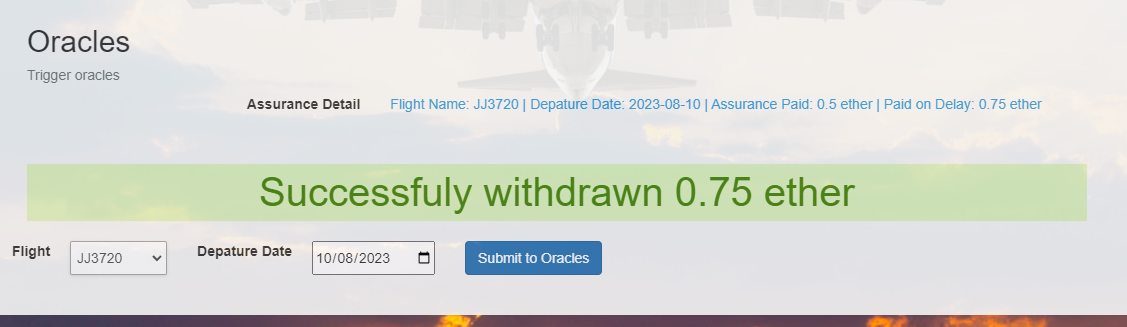 Oracles
Trigger oracles
Assurance Detail Flight Name: JJ3720 | Depature Date: 2023-08-10 | Assurance Paid: 0.5 ether | Paid on Delay: 0.75 ether
Successfuly withdrawn 0.75 ether
Flight JJ3720 Depature Date 10/08/2023 Submit to Oracles